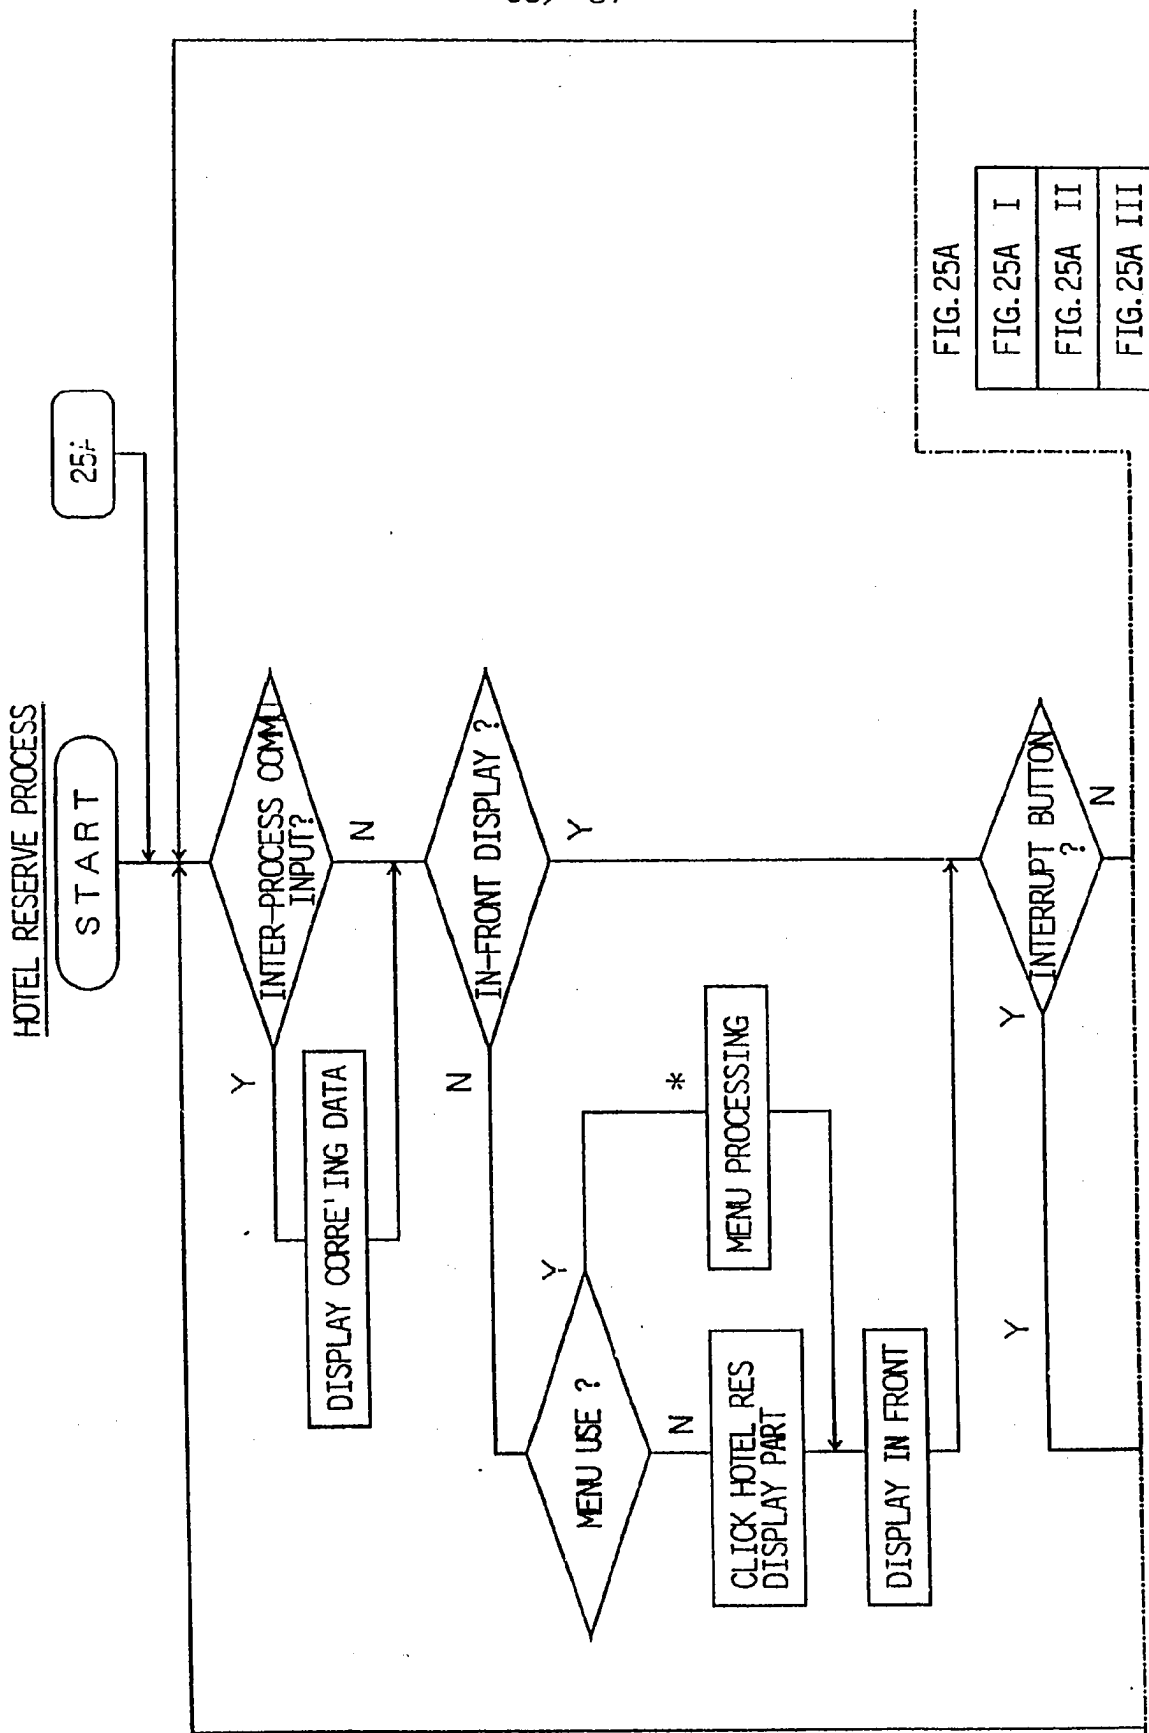 HOTEL RESERVE PROCESS
START
INTER-PROCESS COMMU
INPUT?
Y
N
DISPLAY CORRE'ING DATA
IN-FRONT DISPLAY ?
N
Y
MENU USE ?
Y
N
*
MENU PROCESSING
CLICK HOTEL RES
DISPLAY PART
DISPLAY IN FRONT
INTERRUPT BUTTON
?
Y
Y
N
FIG.25A
FIG.25A I
FIG.25A II
FIG.25A III